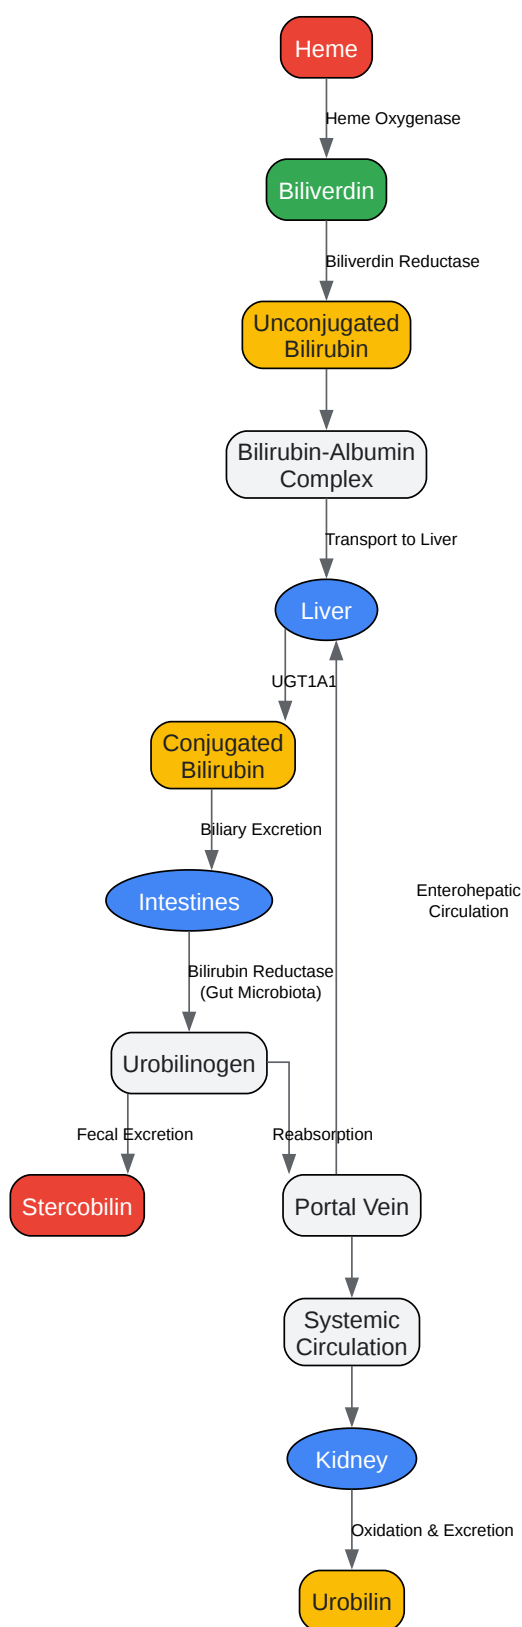 Heme
Heme Oxygenase
Biliverdin
Biliverdin Reductase
Unconjugated
Bilirubin
Bilirubin-Albumin
Complex
Transport to Liver
Liver
UGT1A1
Conjugated
Bilirubin
Biliary Excretion
Intestines
Enterohepatic
Circulation
Bilirubin Reductase
(Gut Microbiota)
Urobilinogen
Fecal Excretion
Reabsorption
Stercobilin
Portal Vein
Systemic
Circulation
Kidney
Oxidation & Excretion
Urobilin